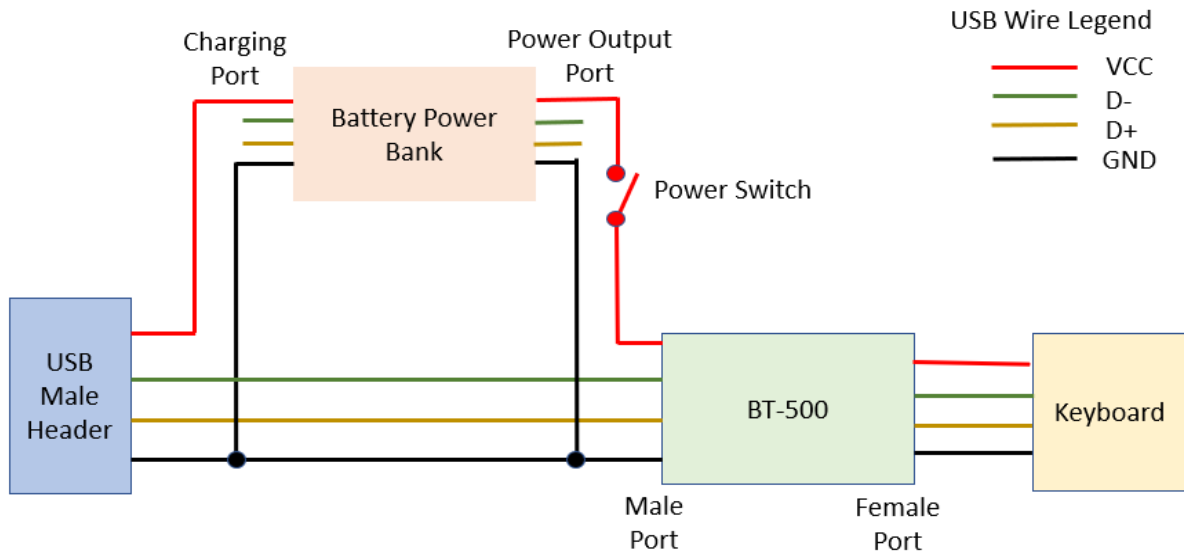 USB Wire Legend
VCC
D-
D+
GND
Charging
Port
Power Output
Port
Battery Power
Bank
Power Switch
USB
Male
Header
BT-500
Keyboard
Male
Port
Female
Port